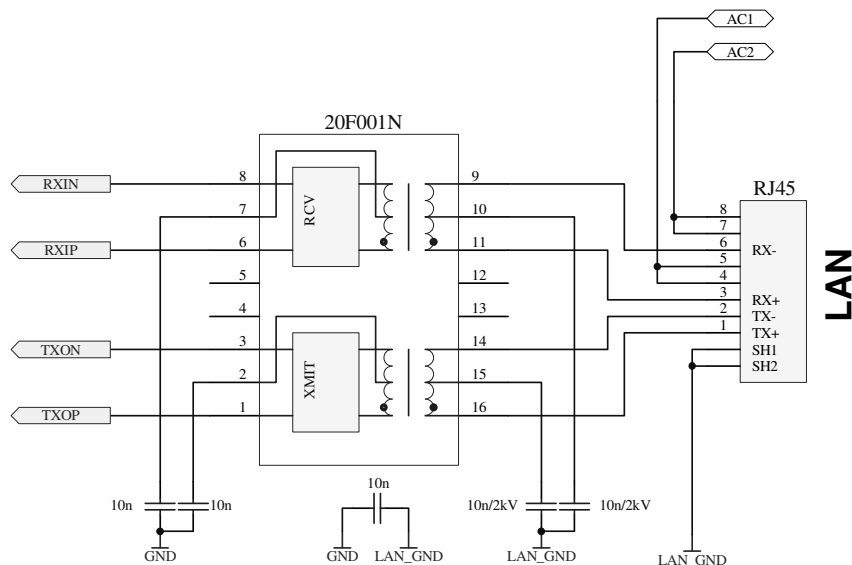 AC1
AC2
20F001N
RJ45
LAN
RXIN
8
RCV
9
7
10
8
7
RXIP
6
11
6
RX-
5
12
5
4
4
13
3
RX+
2
TX-
TXON
3
XMIT
14
1
TX+
SH1
2
15
SH2
TXOP
1
16
10n
10n
10n
10n/2kV
10n/2kV
GND
GND
LAN_GND
LAN_GND
LAN_GND